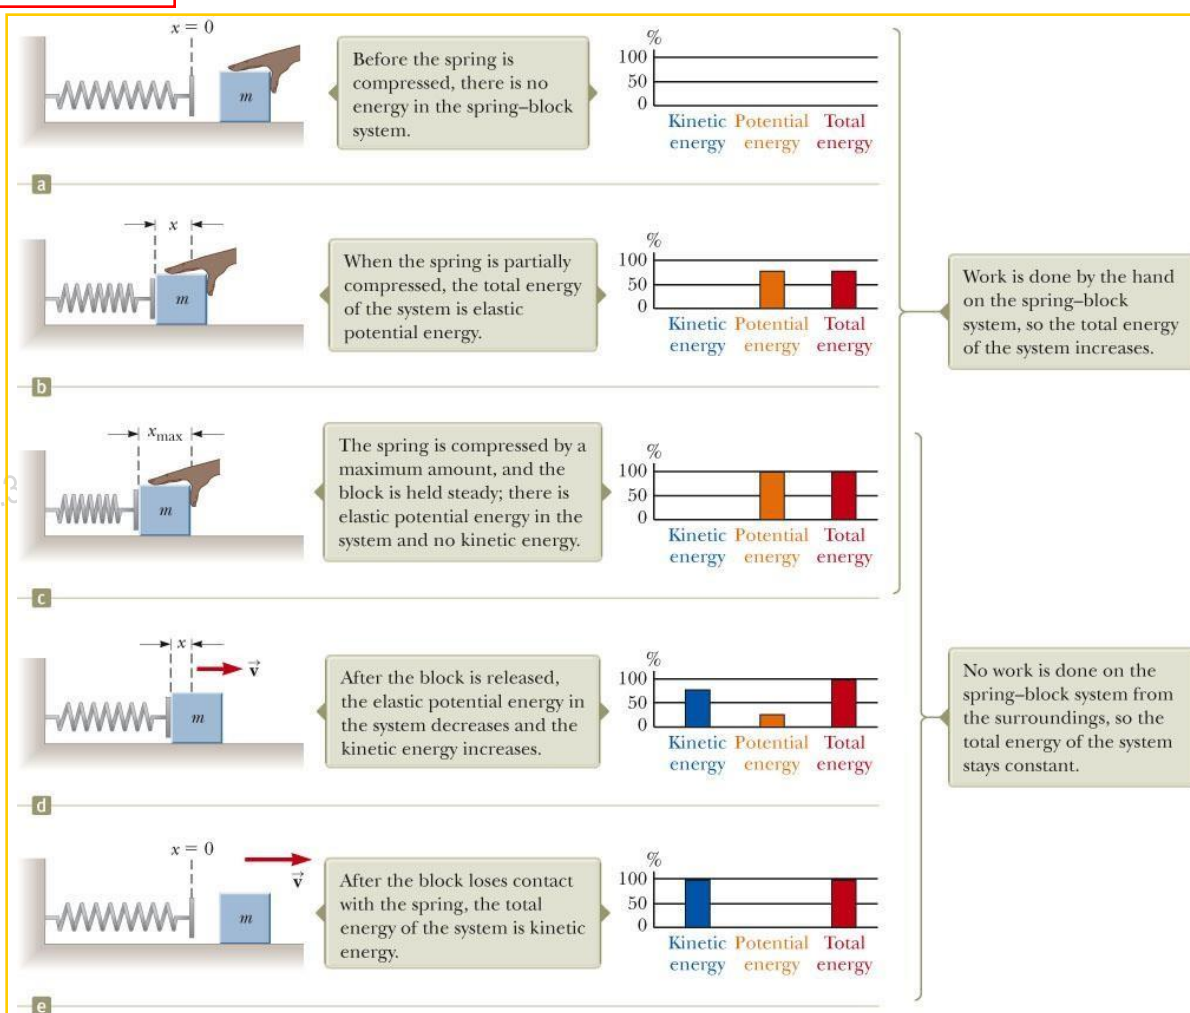 x = 0
m
Before the spring is
compressed, there is no
energy in the spring–block
system.
%
100
50
0
Kinetic Potential Total
energy energy energy
a
x
m
When the spring is partially
compressed, the total energy
of the system is elastic
potential energy.
%
100
50
0
Kinetic Potential Total
energy energy energy
Work is done by the hand
on the spring–block
system, so the total energy
of the system increases.
b
xmax
m
The spring is compressed by a
maximum amount, and the
block is held steady; there is
elastic potential energy in the
system and no kinetic energy.
%
100
50
0
Kinetic Potential Total
energy energy energy
c
x
v⃗
m
After the block is released,
the elastic potential energy in
the system decreases and the
kinetic energy increases.
%
100
50
0
Kinetic Potential Total
energy energy energy
No work is done on the
spring–block system from
the surroundings, so the
total energy of the system
stays constant.
d
x = 0
v⃗
m
After the block loses contact
with the spring, the total
energy of the system is kinetic
energy.
%
100
50
0
Kinetic Potential Total
energy energy energy
e